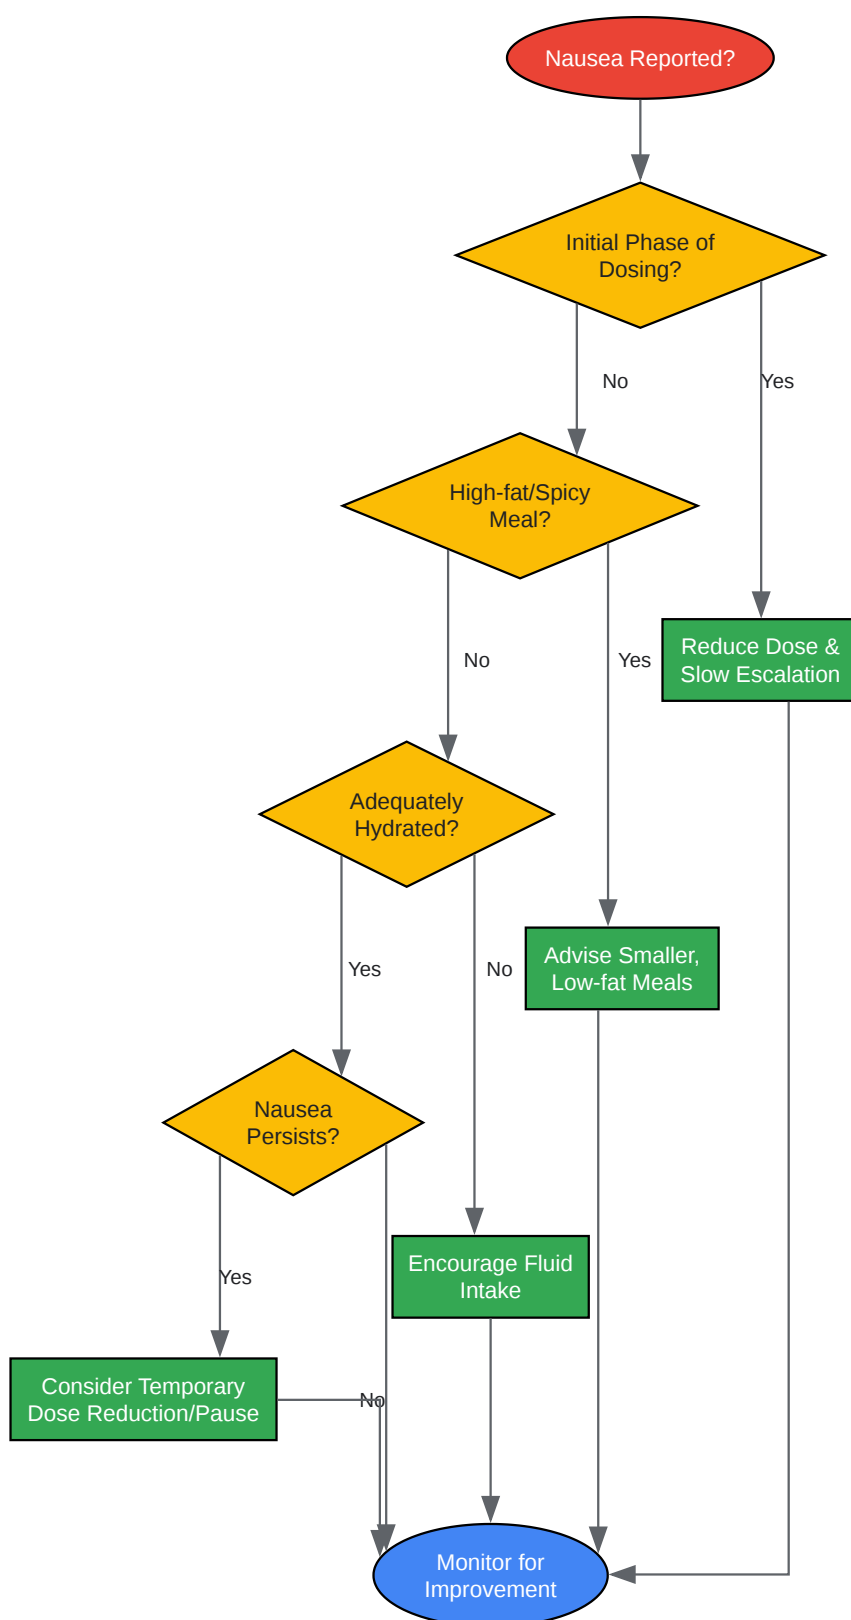 Nausea Reported?
Initial Phase of
Dosing?
No
Yes
High-fat/Spicy
Meal?
Reduce Dose &
Slow Escalation
No
Yes
Adequately
Hydrated?
Advise Smaller,
Low-fat Meals
Yes
No
Nausea
Persists?
Encourage Fluid
Intake
Yes
Consider Temporary
Dose Reduction/Pause
No
Monitor for
Improvement